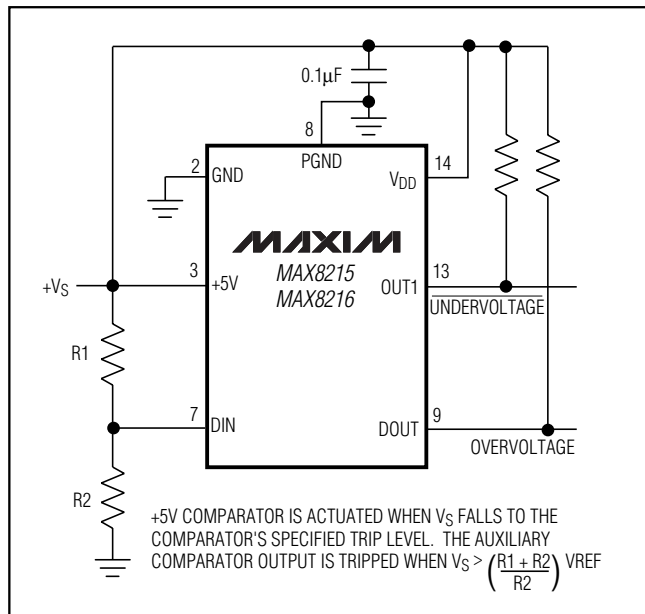 0.1µF
8
PGND
2
GND
14
VDD
MAXIM
MAX8215
MAX8216
+VS
3
+5V
13
OUT1
UNDERVOLTAGE
R1
7
DIN
9
DOUT
OVERVOLTAGE
R2
+5V COMPARATOR IS ACTUATED WHEN VS FALLS TO THE
COMPARATOR'S SPECIFIED TRIP LEVEL. THE AUXILIARY
COMPARATOR OUTPUT IS TRIPPED WHEN VS > (R1 + R2 / R2) VREF